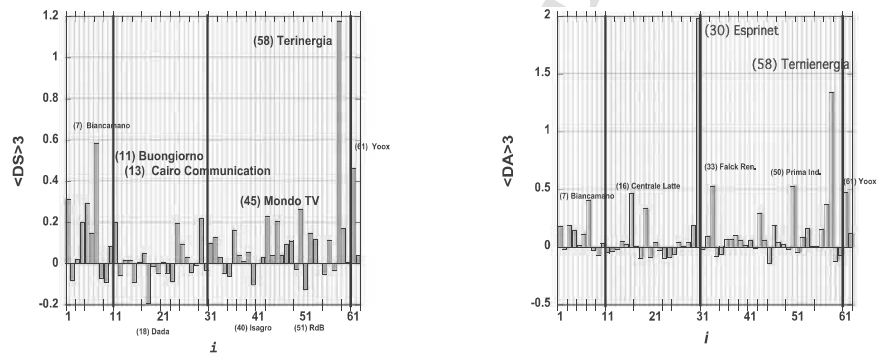 1.2
1
0.8
0.6
0.4
0.2
0
-0.2
<DS>3
(58) Terinergia
(7) Biancamano
(61) Yoox
(11) Buongiorno
(13) Cairo Communication
(45) Mondo TV
1 11 21 31 41 51 61
(18) Dada (40) Isagro (51) RdB
i
2
1.5
1
0.5
0
-0.5
<DA>3
(30) Esprinet
(58) Ternienergia
(33) Falck Ren.
(50) Prima Ind.
(16) Centrale Latte
(61) Yoox
(7) Biancamano
1 11 21 31 41 51 61
i